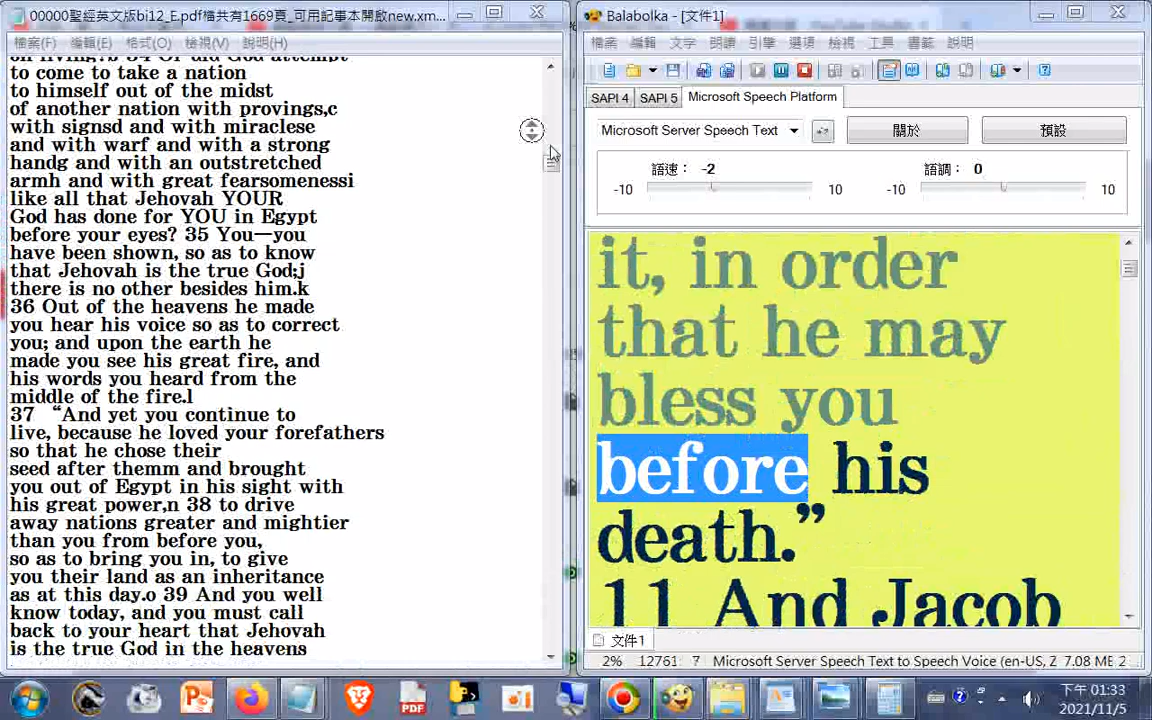 00000聖經英文版bi12_E.pdf檔共有1669頁_可用記事本開啟new.xm...
檔案(F) 編輯(E) 格式(O) 檢視(V) 說明(H)
on living?b 34 Or did God attempt
to come to take a nation
to himself out of the midst
of another nation with provings,c
with signsd and with miraclese
and with warf and with a strong
handg and with an outstretched
armh and with great fearsomenessi
like all that Jehovah YOUR
God has done for YOU in Egypt
before your eyes? 35 You—you
have been shown, so as to know
that Jehovah is the true God;j
there is no other besides him.k
36 Out of the heavens he made
you hear his voice so as to correct
you; and upon the earth he
made you see his great fire, and
his words you heard from the
middle of the fire.l
37 “And yet you continue to
live, because he loved your forefathers
so that he chose their
seed after themm and brought
you out of Egypt in his sight with
his great power,n 38 to drive
away nations greater and mightier
than you from before you,
so as to bring you in, to give
you their land as an inheritance
as at this day.o 39 And you well
know today, and you must call
back to your heart that Jehovah
is the true God in the heavens
Balabolka - [文件1]
檔案 編輯 文字 朗讀 引擎 選項 檢視 工具 書籤 說明
SAPI 4 SAPI 5 Microsoft Speech Platform
Microsoft Server Speech Text 關於 預設
語速： -2 語調： 0
-10 10 -10 10
it, in order
that he may
bless you
before his
death.”
11 And Jacob
文件1
2% 12761: 7 Microsoft Server Speech Text to Speech Voice (en-US, Z 7.08 MB 2
下午 01:33
2021/11/5